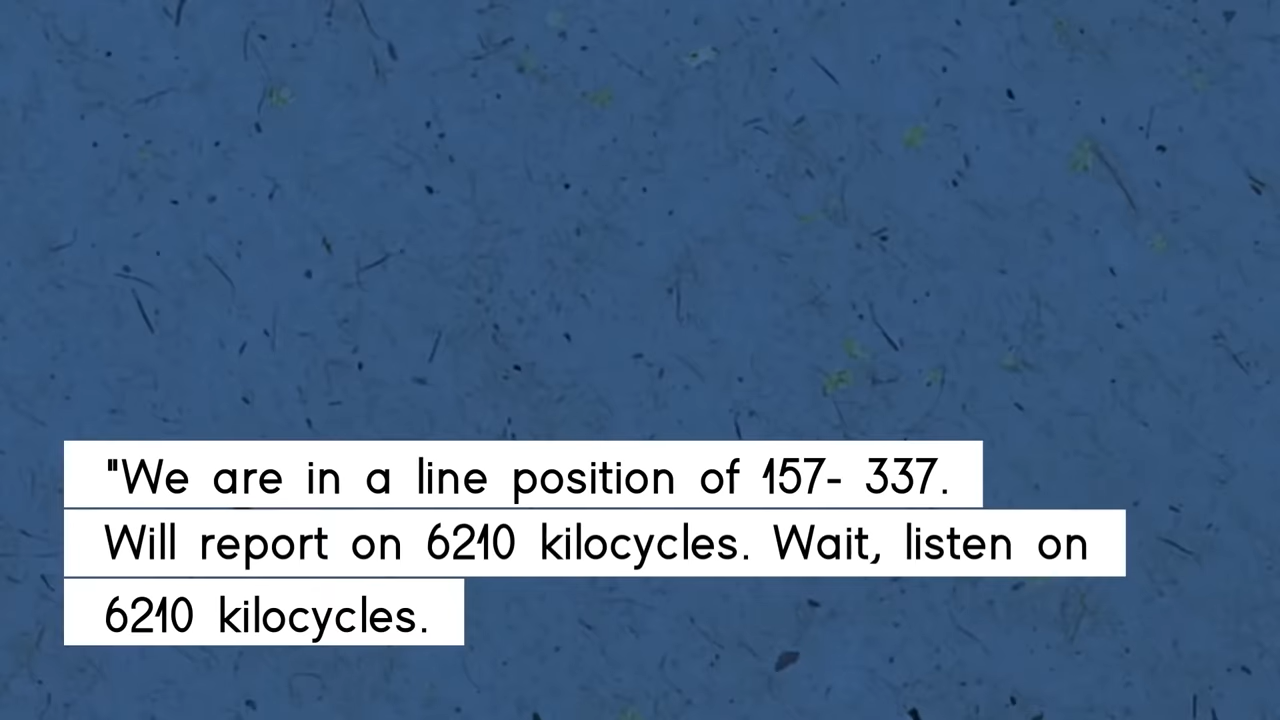 "We are in a line position of 157- 337.
Will report on 6210 kilocycles. Wait, listen on
6210 kilocycles.